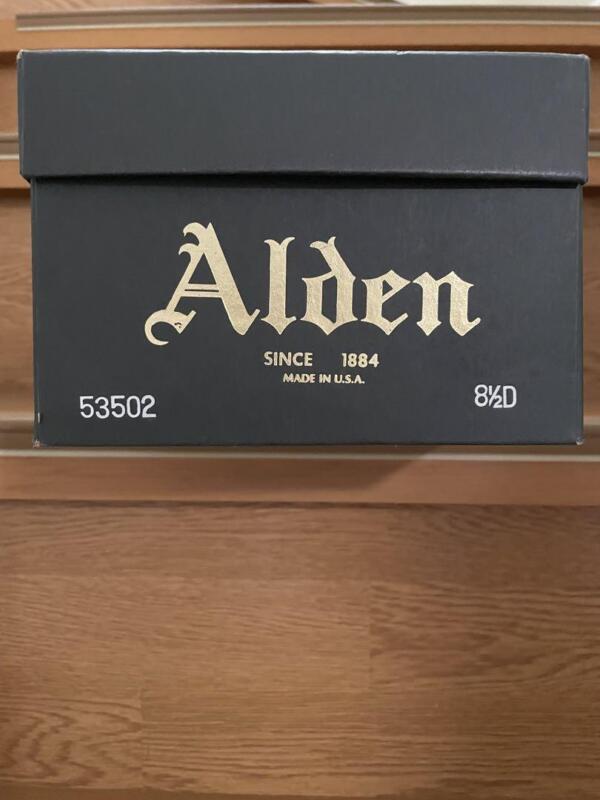 Alden
SINCE 1884
MADE IN U.S.A.
53502
8½D